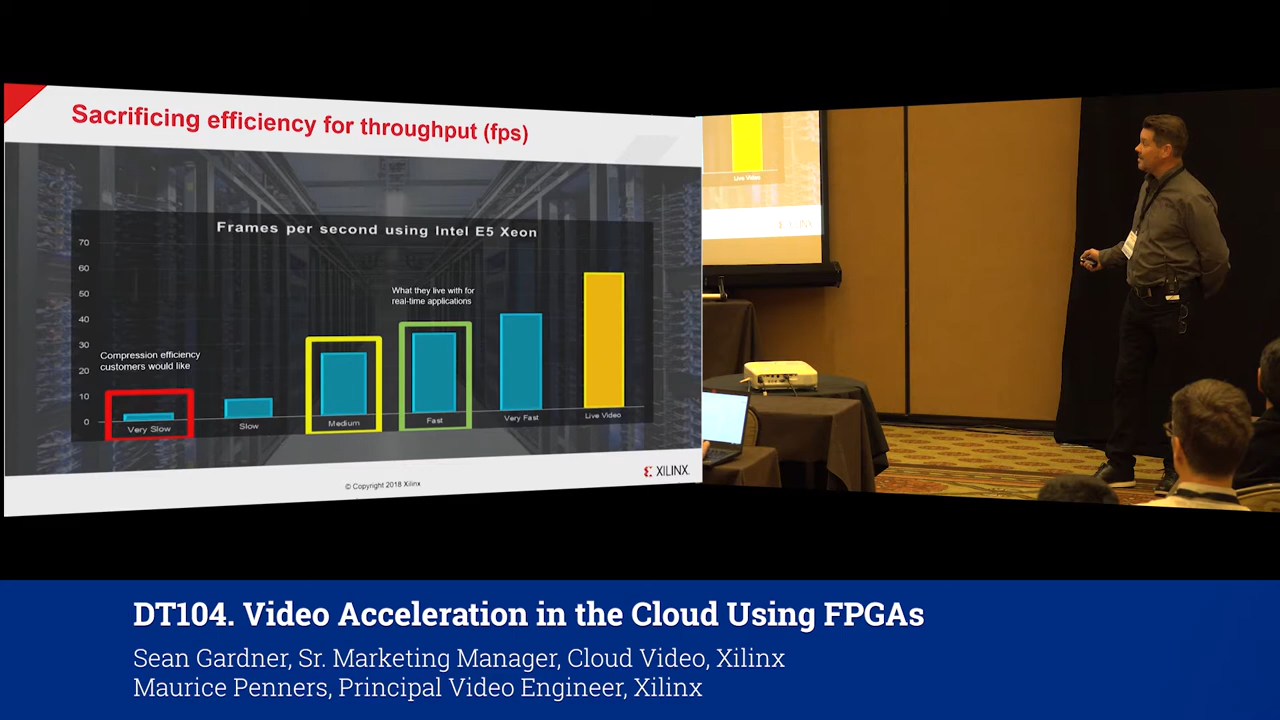 Sacrificing efficiency for throughput (fps)
Frames per second using Intel E5 Xeon
70
60
50
40
30
20
10
0
What they live with for
real-time applications
Compression efficiency
customers would like
Very Slow
Slow
Medium
Fast
Very Fast
Live Video
XILINX
© Copyright 2018 Xilinx
Live Video
DT104. Video Acceleration in the Cloud Using FPGAs
Sean Gardner, Sr. Marketing Manager, Cloud Video, Xilinx
Maurice Penners, Principal Video Engineer, Xilinx